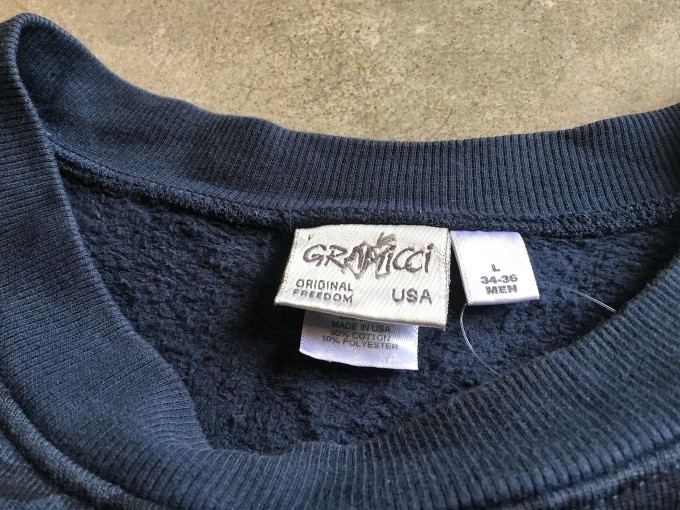 GRAMICCi
ORIGINAL
FREEDOM
USA
L
34-36
MEN
MADE IN USA
90% COTTON
10% POLYESTER